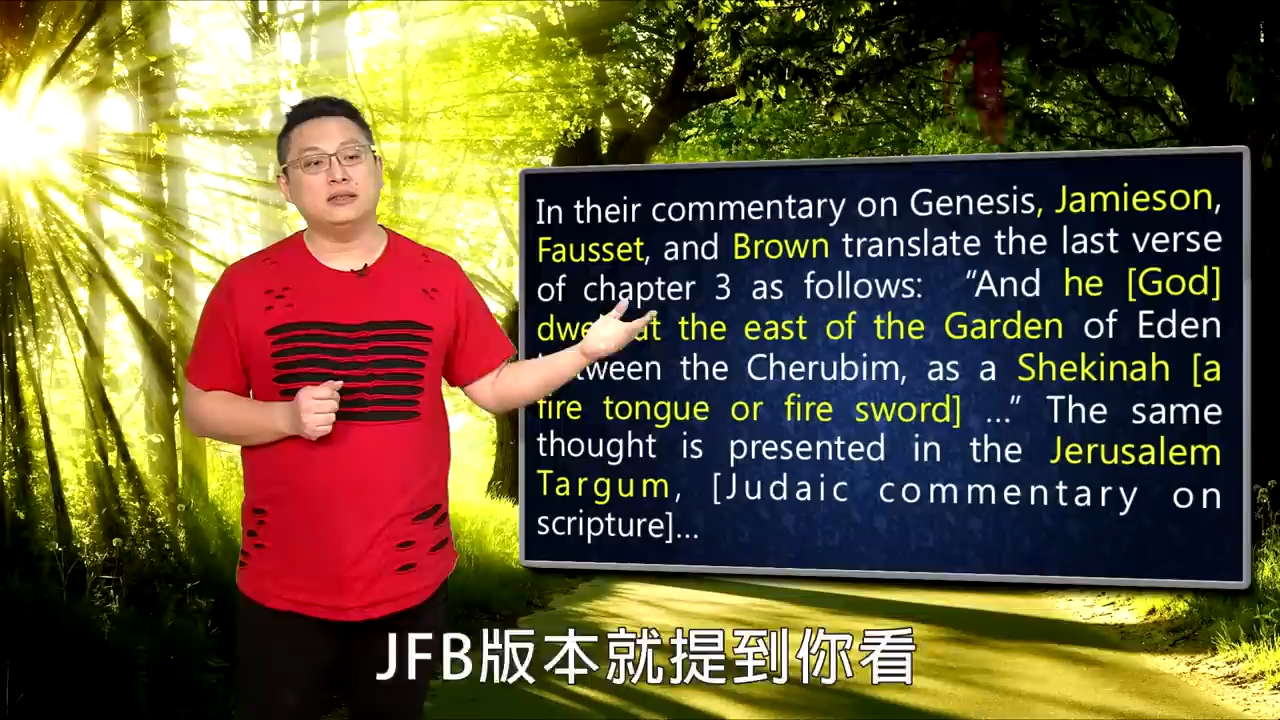 In their commentary on Genesis, Jamieson,
Fausset, and Brown translate the last verse
of chapter 3 as follows: “And he [God]
at the east of the Garden of Eden
the Cherubim, as a Shekinah [a
fire tongue or fire sword] ...” The same
thought is presented in the Jerusalem
Targum, [Judaic commentary on
scripture]...
JFB版本就提到你看